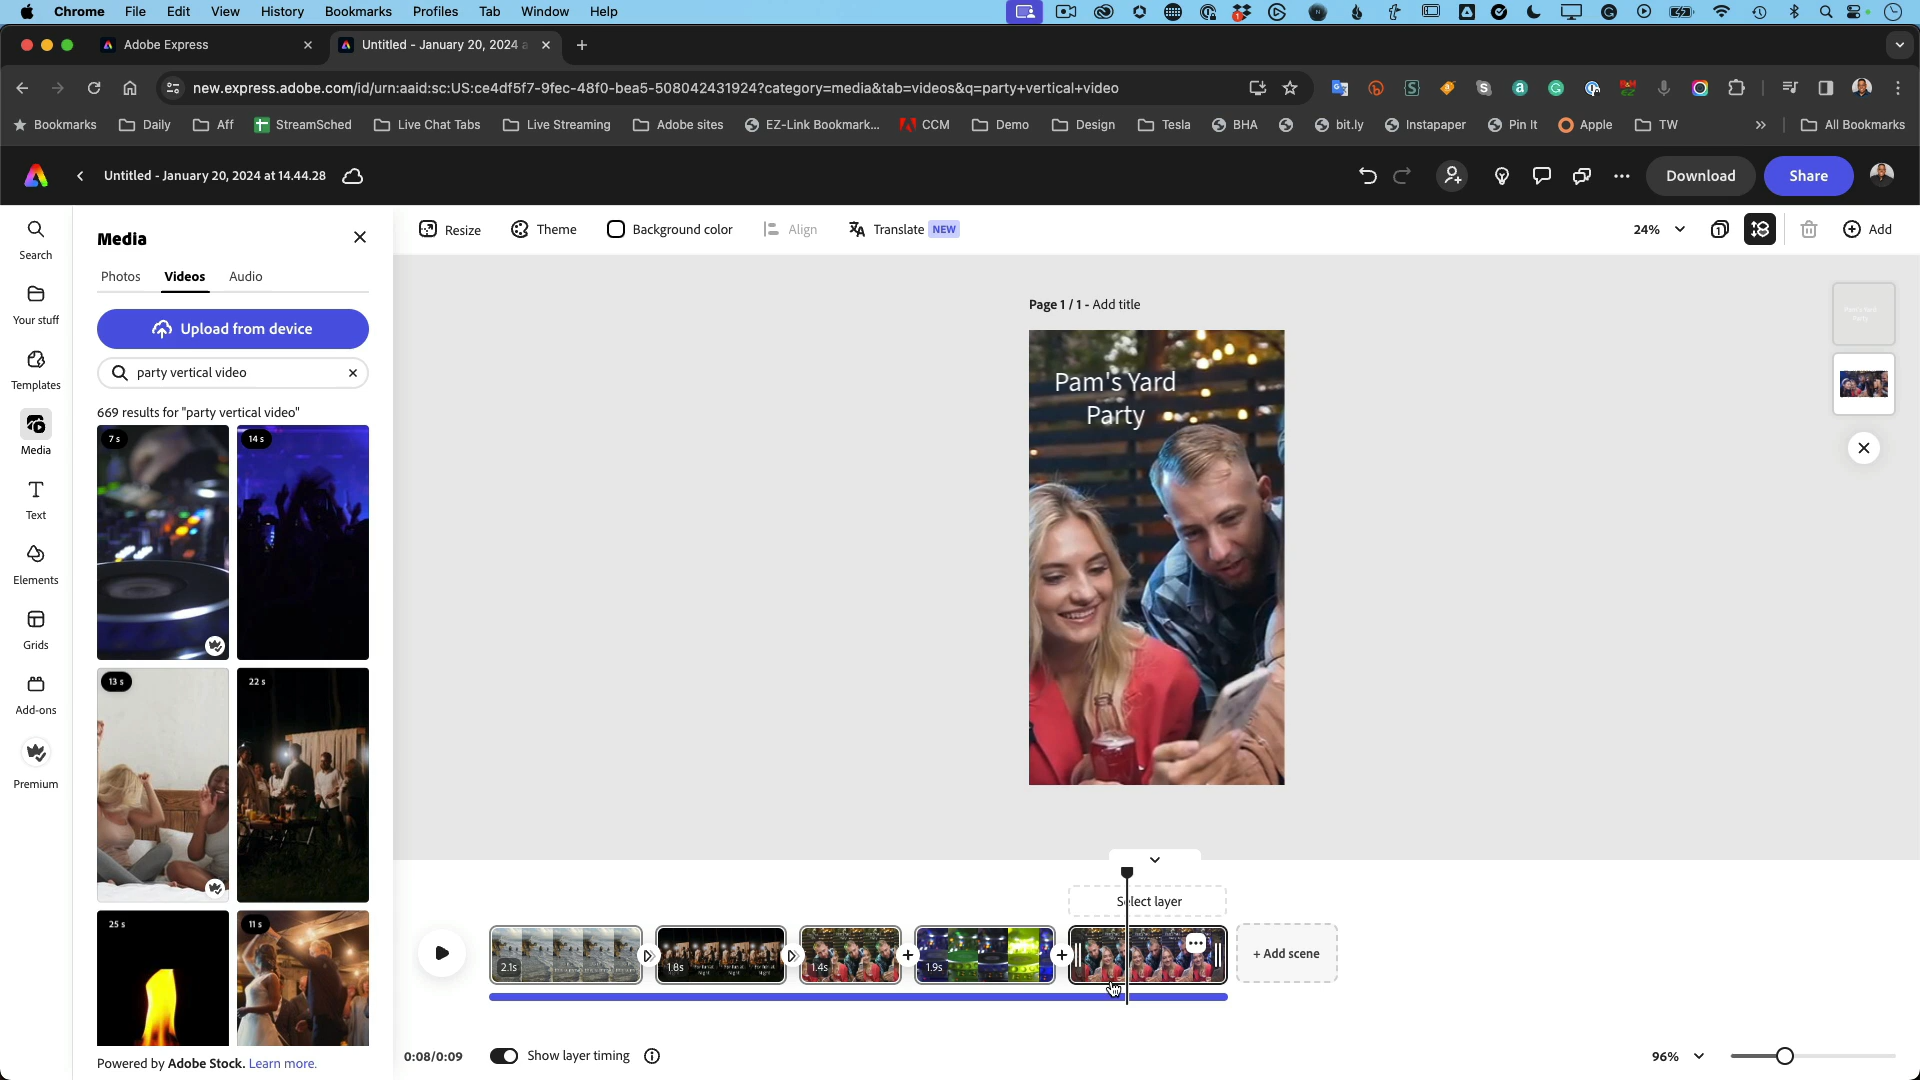 Chrome File Edit View History Bookmarks Profiles Tab Window Help
Adobe Express
Untitled - January 20, 2024 a
new.express.adobe.com/id/urn:aaid:sc:US:ce4df5f7-9fec-48f0-bea5-508042431924?category=media&tab=videos&q=party+vertical+video
Bookmarks Daily Aff StreamSched Live Chat Tabs Live Streaming Adobe sites EZ-Link Bookmark... CCM Demo Design Tesla BHA bit.ly Instapaper Pin It Apple TW » All Bookmarks
Untitled - January 20, 2024 at 14.44.28
Download
Share
Search
Your stuff
Templates
Media
Text
Elements
Grids
Add-ons
Premium
Media
Photos Videos Audio
Upload from device
party vertical video
669 results for "party vertical video"
7 s
14 s
13 s
22 s
25 s
11 s
Powered by Adobe Stock. Learn more.
Resize Theme Background color Align Translate NEW
24%
1
Add
Page 1 / 1 - Add title
Pam's Yard
Party
Pam's Yard
Party
Select layer
2.1s
1.8s
1.4s
1.9s
+ Add scene
0:08/0:09
Show layer timing
96%